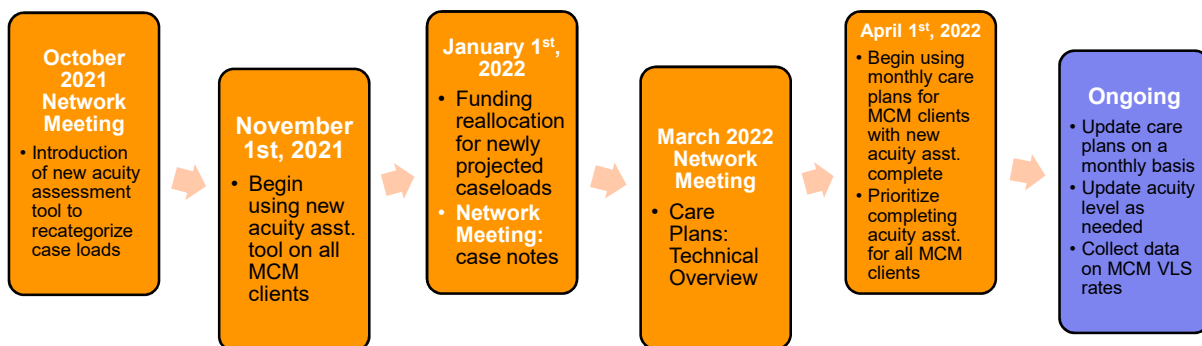 October
2021
Network
Meeting
• Introduction
of new acuity
assessment
tool to
recategorize
case loads
November
1st, 2021
• Begin
using new
acuity asst.
tool on all
MCM
clients
January 1st,
2022
• Funding
reallocation
for newly
projected
caseloads
• Network
Meeting:
case notes
March 2022
Network
Meeting
• Care
Plans:
Technical
Overview
April 1st, 2022
• Begin using
monthly care
plans for
MCM clients
with new
acuity asst.
complete
• Prioritize
completing
acuity asst.
for all MCM
clients
Ongoing
• Update care
plans on a
monthly basis
• Update acuity
level as
needed
• Collect data
on MCM VLS
rates